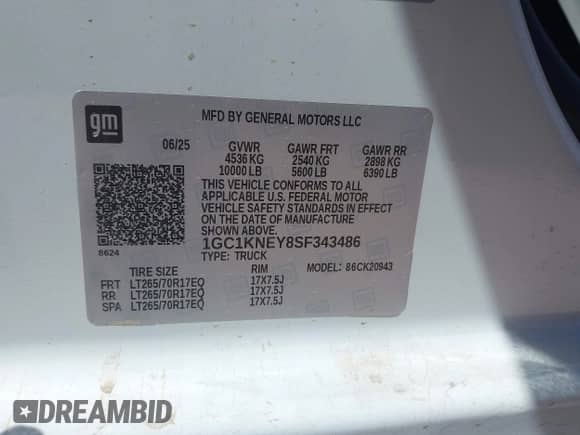 gm
MFD BY GENERAL MOTORS LLC
06/25 GVWR GAWR FRT GAWR RR
4536 KG 2540 KG 2898 KG
10000 LB 5600 LB 6390 LB
THIS VEHICLE CONFORMS TO ALL
APPLICABLE U.S. FEDERAL MOTOR
VEHICLE SAFETY STANDARDS IN EFFECT
ON THE DATE OF MANUFACTURE
SHOWN ABOVE.
8624
1GC1KNEY8SF343486
TYPE: TRUCK MODEL: 86CK20943
TIRE SIZE RIM
FRT LT265/70R17EQ 17X7.5J
RR LT265/70R17EQ 17X7.5J
SPA LT265/70R17EQ 17X7.5J
DREAMBID